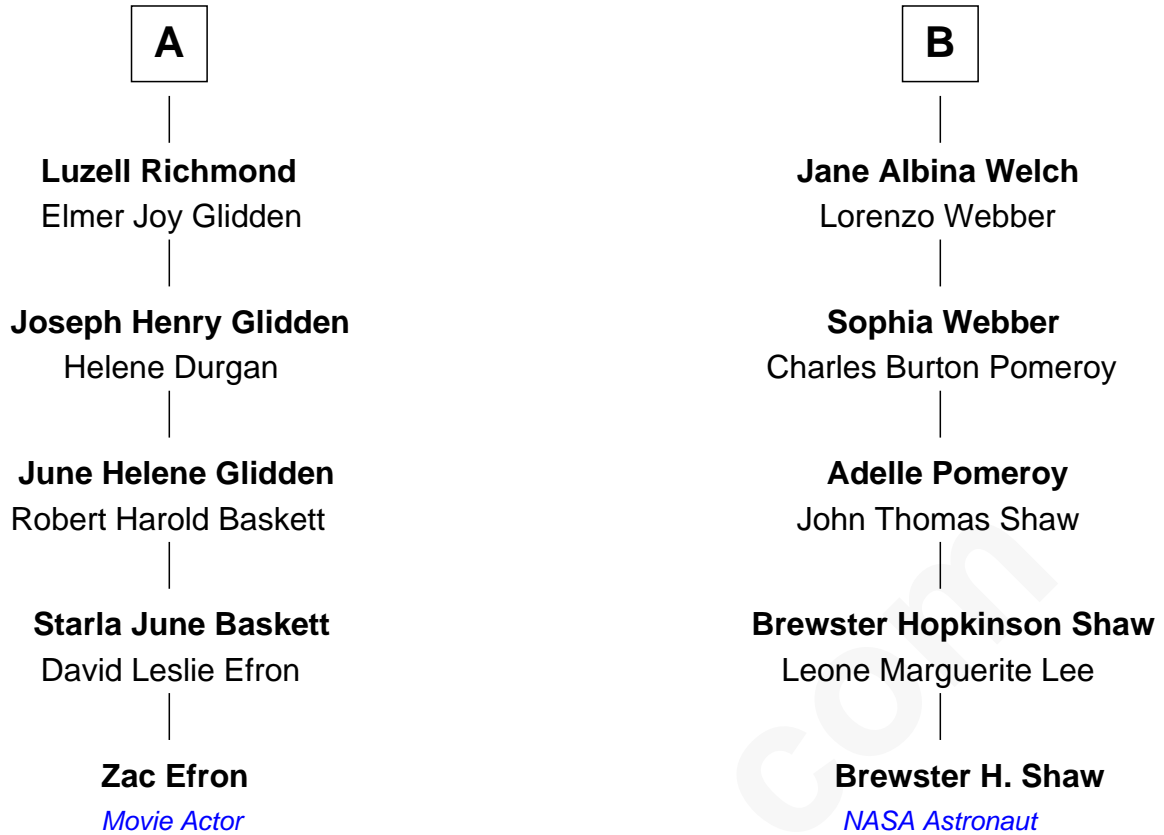 A
B
Luzell Richmond
Elmer Joy Glidden
Jane Albina Welch
Lorenzo Webber
Joseph Henry Glidden
Helene Durgan
Sophia Webber
Charles Burton Pomeroy
June Helene Glidden
Robert Harold Baskett
Adelle Pomeroy
John Thomas Shaw
Starla June Baskett
David Leslie Efron
Brewster Hopkinson Shaw
Leone Marguerite Lee
Zac Efron
Movie Actor
Brewster H. Shaw
NASA Astronaut
com